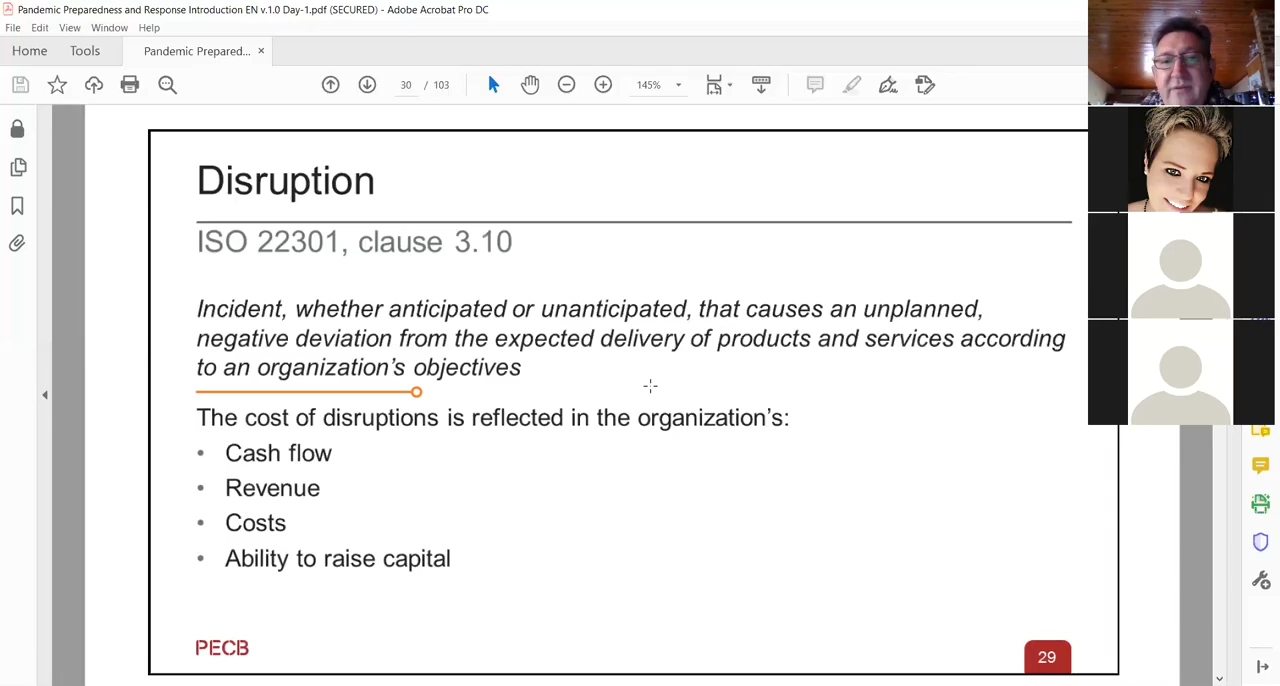 Pandemic Preparedness and Response Introduction EN v.1.0 Day-1.pdf (SECURED) - Adobe Acrobat Pro DC
File Edit View Window Help
Home Tools Pandemic Prepared... ×
30 / 103 145%
Disruption
ISO 22301, clause 3.10
Incident, whether anticipated or unanticipated, that causes an unplanned,
negative deviation from the expected delivery of products and services according
to an organization's objectives
The cost of disruptions is reflected in the organization's:
• Cash flow
• Revenue
• Costs
• Ability to raise capital
PECB
29